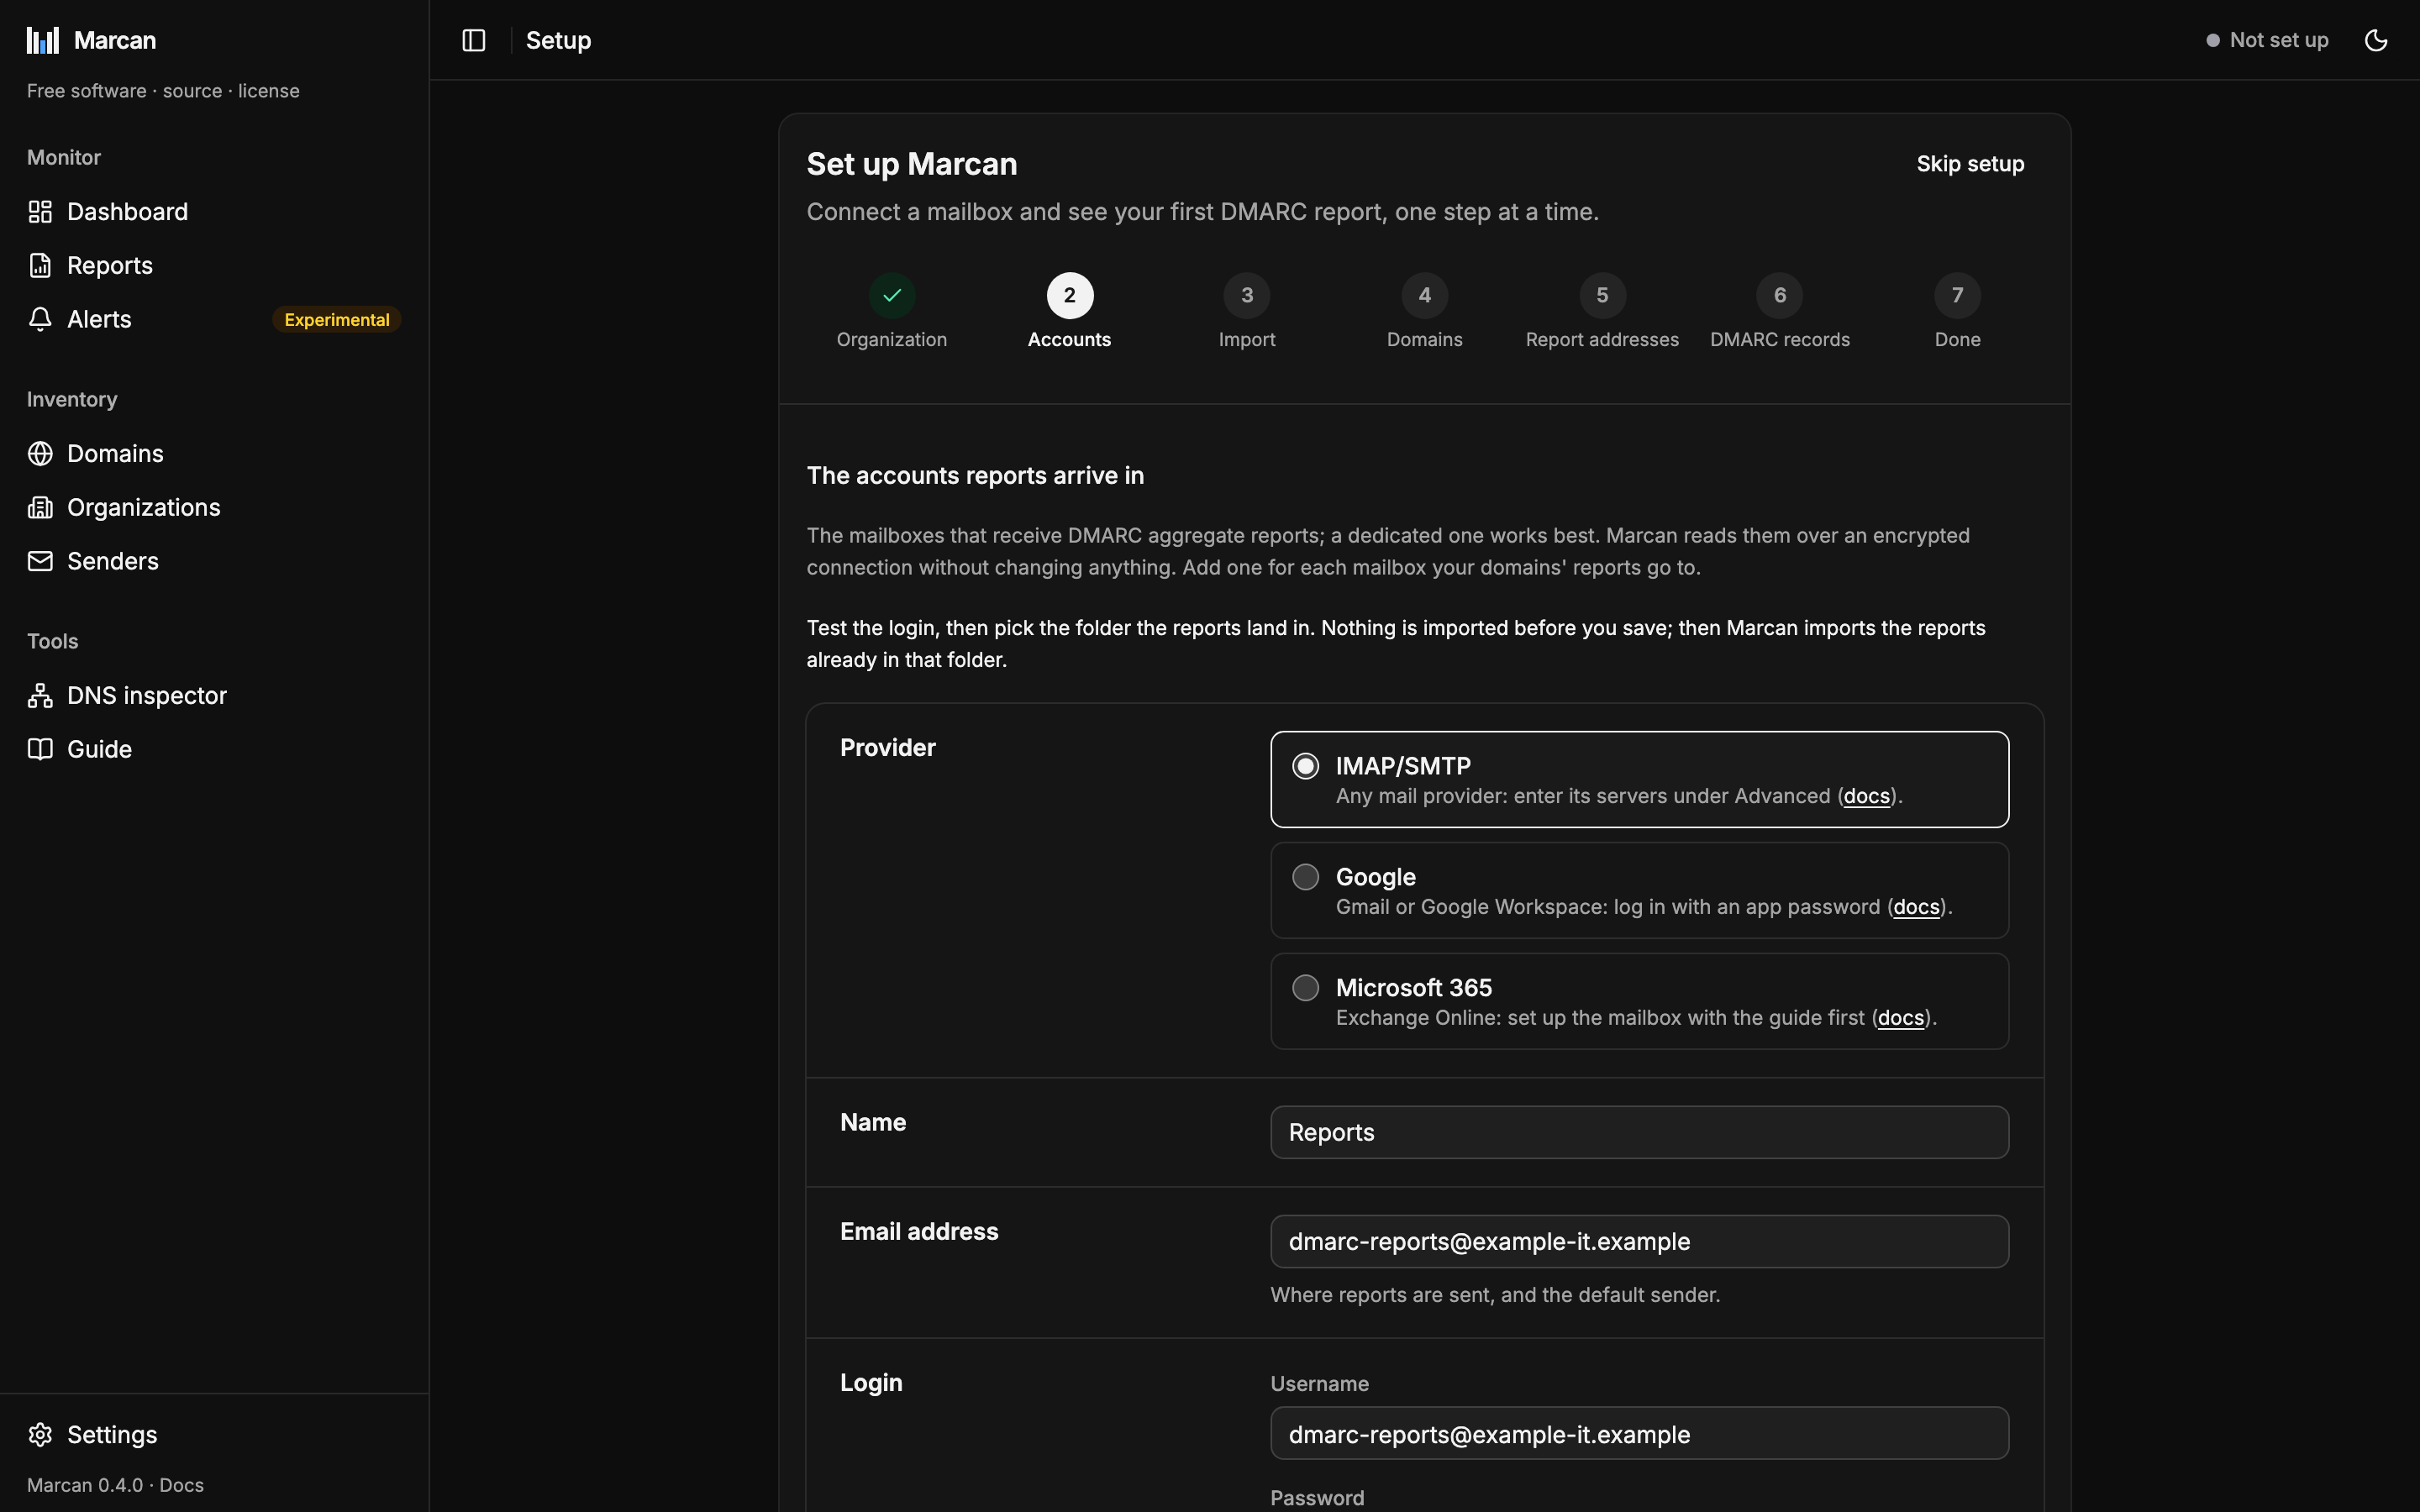 Marcan
Free software · source · license
Monitor
Dashboard
Reports
Alerts
Experimental
Inventory
Domains
Organizations
Senders
Tools
DNS inspector
Guide
Settings
Marcan 0.4.0 · Docs
Setup
Not set up
Set up Marcan
Skip setup
Connect a mailbox and see your first DMARC report, one step at a time.
Organization
2
Accounts
3
Import
4
Domains
5
Report addresses
6
DMARC records
7
Done
The accounts reports arrive in
The mailboxes that receive DMARC aggregate reports; a dedicated one works best. Marcan reads them over an encrypted
connection without changing anything. Add one for each mailbox your domains' reports go to.
Test the login, then pick the folder the reports land in. Nothing is imported before you save; then Marcan imports the reports
already in that folder.
Provider
IMAP/SMTP
Any mail provider: enter its servers under Advanced (docs).
Google
Gmail or Google Workspace: log in with an app password (docs).
Microsoft 365
Exchange Online: set up the mailbox with the guide first (docs).
Name
Reports
Email address
dmarc-reports@example-it.example
Where reports are sent, and the default sender.
Login
Username
dmarc-reports@example-it.example
Password